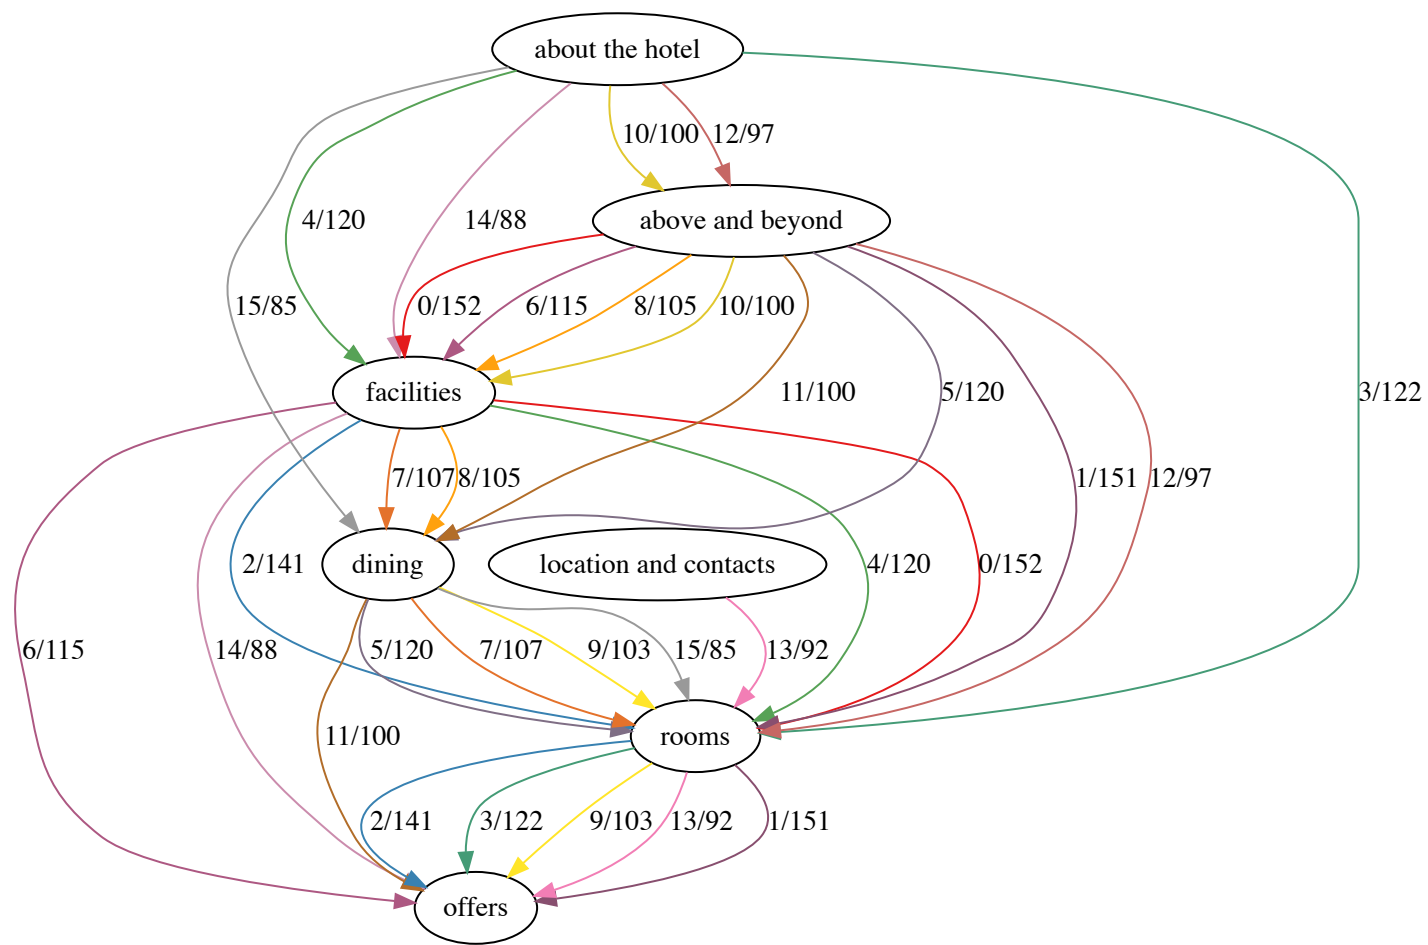 about the hotel
10/100 12/97
4/120 14/88 above and beyond
15/85 0/152 6/115 8/105 10/100
facilities 11/100 5/120 3/122
7/107 8/105 1/151 12/97
2/141 dining location and contacts 4/120 0/152
6/115 14/88 5/120 7/107 9/103 15/85 13/92
11/100 rooms
2/141 3/122 9/103 13/92 1/151
offers